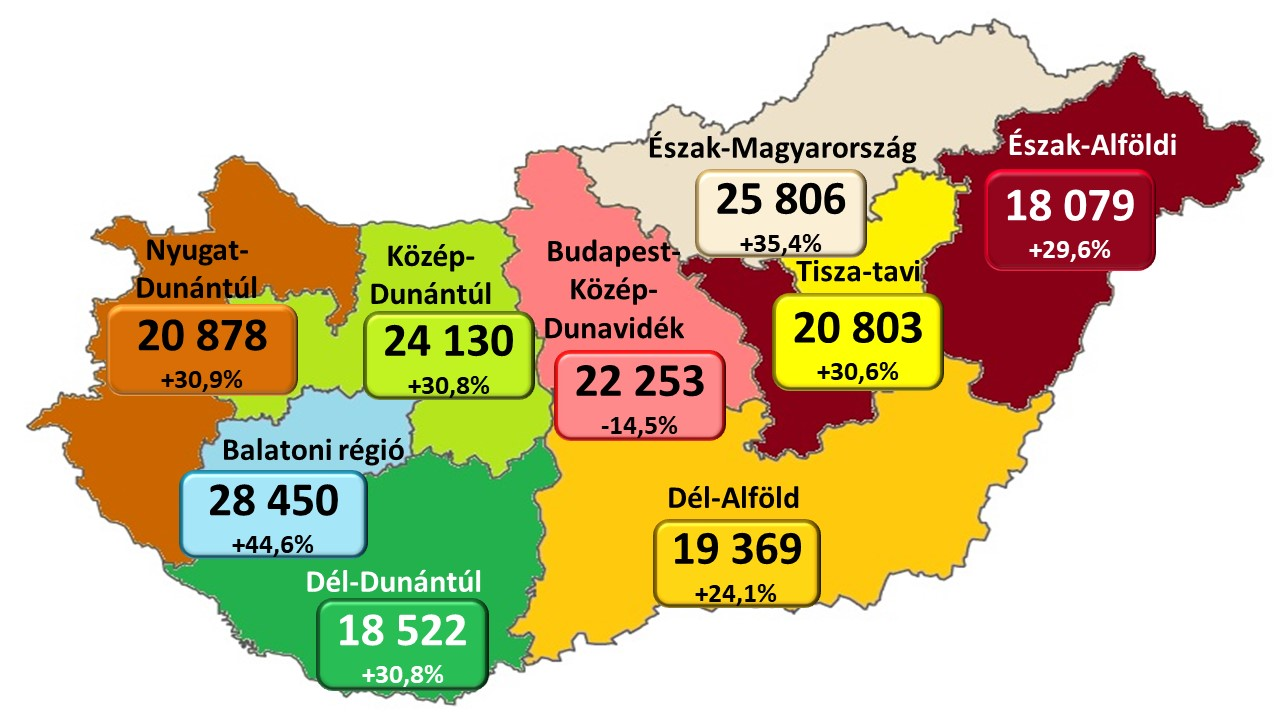 Észak-Magyarország
25 806
+35,4%
Észak-Alföldi
18 079
+29,6%
Nyugat-
Dunántúl
20 878
+30,9%
Közép-
Dunántúl
24 130
+30,8%
Budapest-
Közép-
Dunavidék
22 253
-14,5%
Tisza-tavi
20 803
+30,6%
Balatoni régió
28 450
+44,6%
Dél-Alföld
19 369
+24,1%
Dél-Dunántúl
18 522
+30,8%